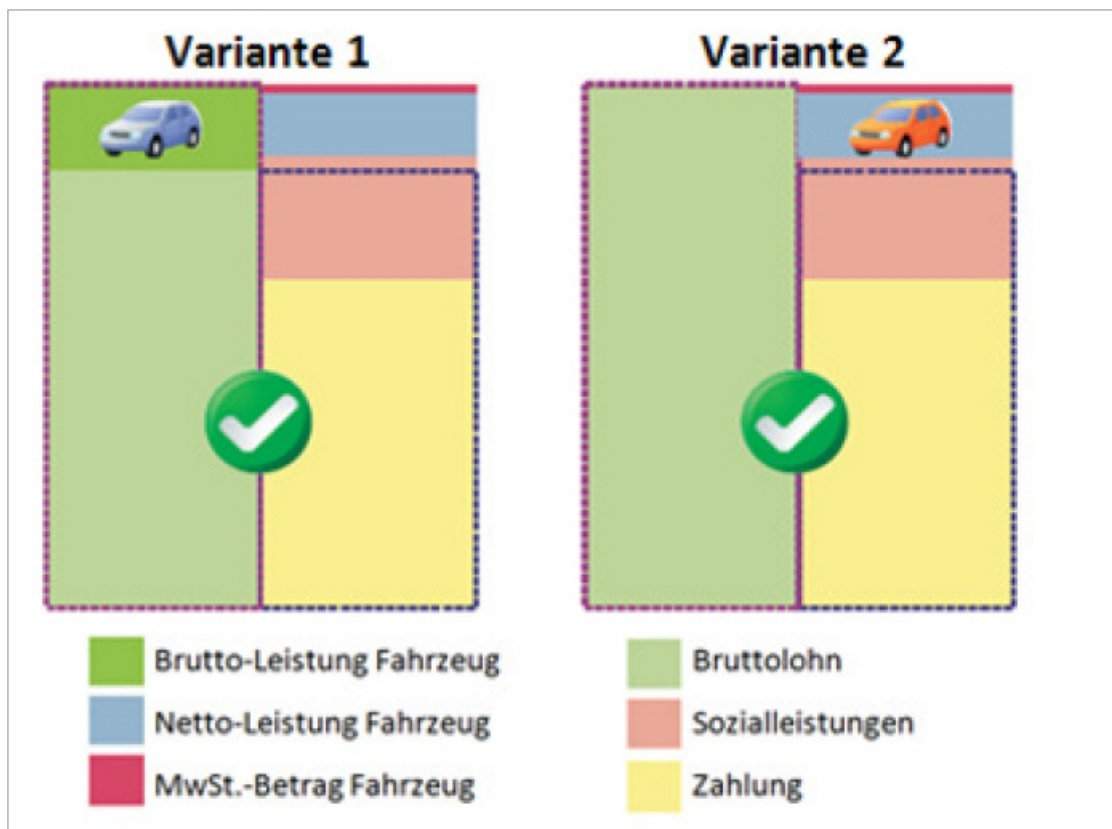 Variante 1
Variante 2
Brutto-Leistung Fahrzeug
Netto-Leistung Fahrzeug
MwSt.-Betrag Fahrzeug
Bruttolohn
Sozialleistungen
Zahlung